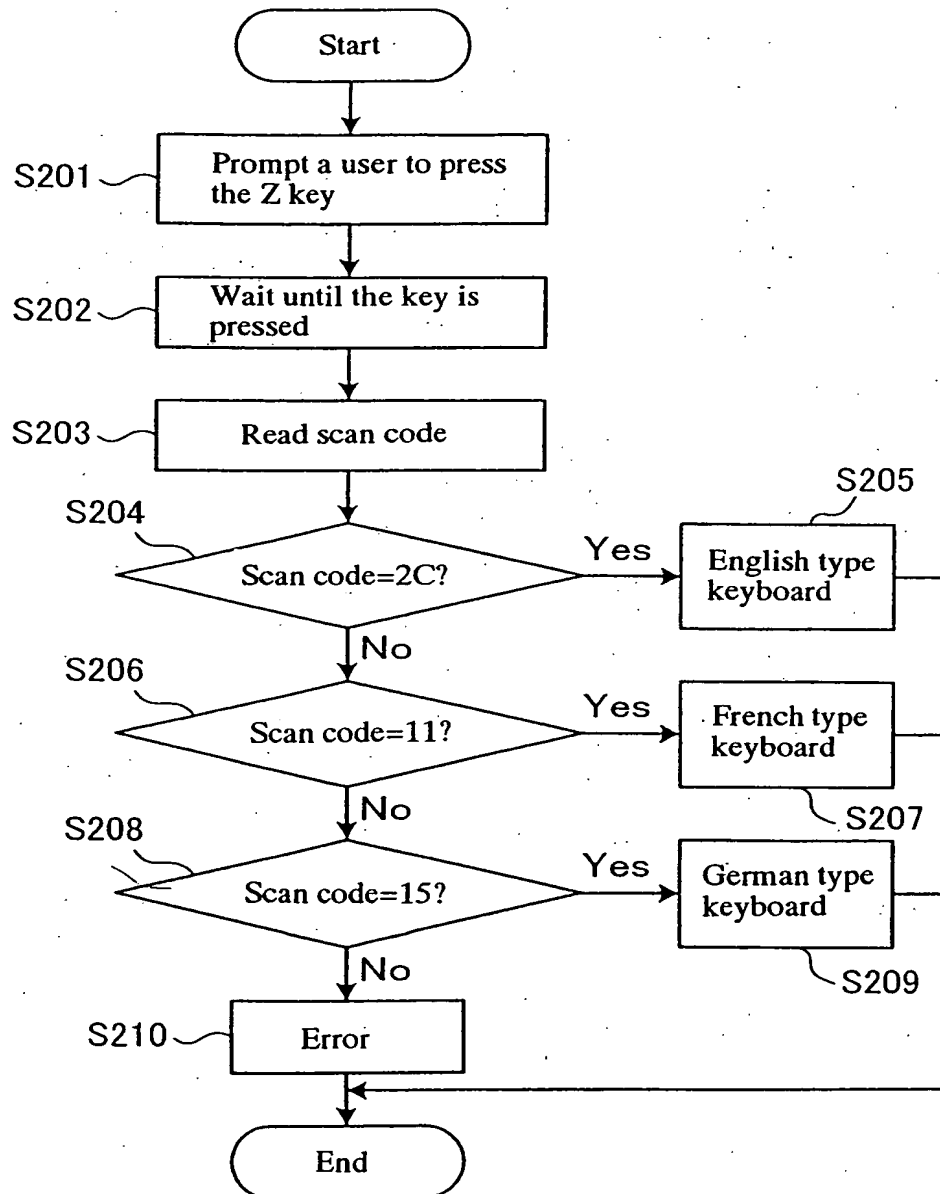 Start
S201
Prompt a user to press
the Z key
S202
Wait until the key is
pressed
S203
Read scan code
S204
Scan code=2C?
Yes
S205
English type
keyboard
No
S206
Scan code=11?
Yes
French type
keyboard
S207
No
S208
Scan code=15?
Yes
German type
keyboard
S209
No
S210
Error
End